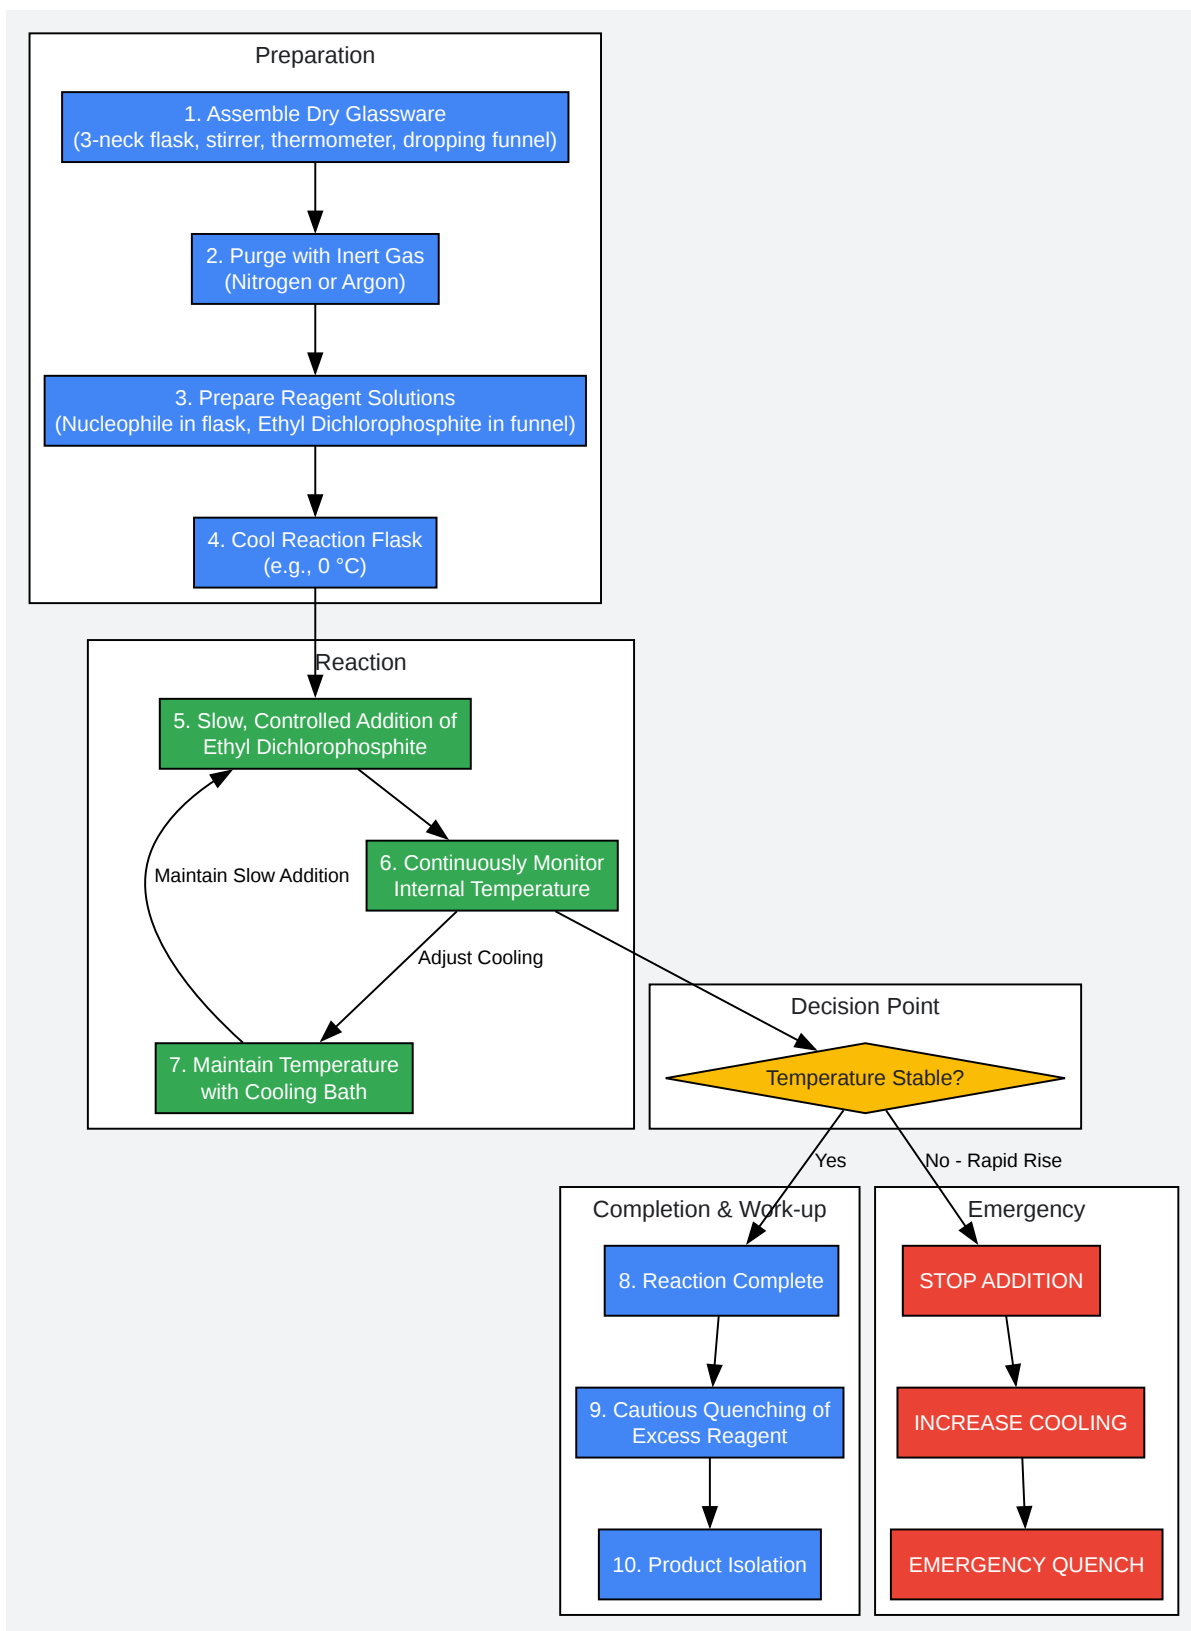 Preparation
1. Assemble Dry Glassware
(3-neck flask, stirrer, thermometer, dropping funnel)
2. Purge with Inert Gas
(Nitrogen or Argon)
3. Prepare Reagent Solutions
(Nucleophile in flask, Ethyl Dichlorophosphite in funnel)
4. Cool Reaction Flask
(e.g., 0 °C)
Reaction
5. Slow, Controlled Addition of
Ethyl Dichlorophosphite
Maintain Slow Addition
6. Continuously Monitor
Internal Temperature
Adjust Cooling
7. Maintain Temperature
with Cooling Bath
Decision Point
Temperature Stable?
Yes
No - Rapid Rise
Completion & Work-up
8. Reaction Complete
9. Cautious Quenching of
Excess Reagent
10. Product Isolation
Emergency
STOP ADDITION
INCREASE COOLING
EMERGENCY QUENCH